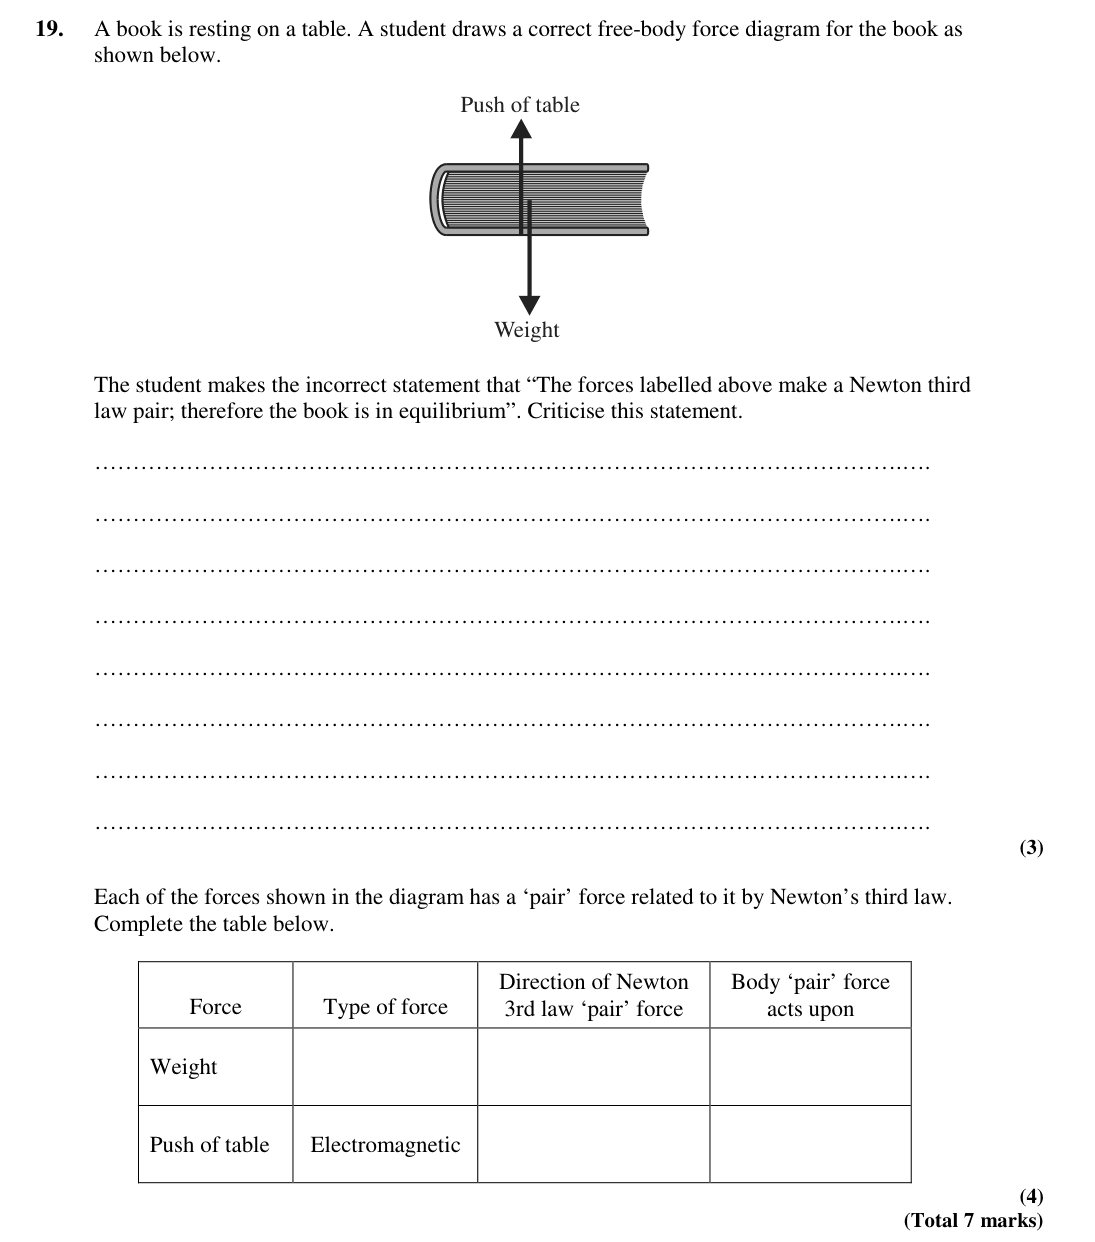 19. A book is resting on a table. A student draws a correct free-body force diagram for the book as
shown below.
Push of table
Weight
The student makes the incorrect statement that “The forces labelled above make a Newton third
law pair; therefore the book is in equilibrium”. Criticise this statement.
(3)
Each of the forces shown in the diagram has a ‘pair’ force related to it by Newton’s third law.
Complete the table below.
Force Type of force Direction of Newton 3rd law ‘pair’ force Body ‘pair’ force acts upon
Weight
Push of table Electromagnetic
(4)
(Total 7 marks)